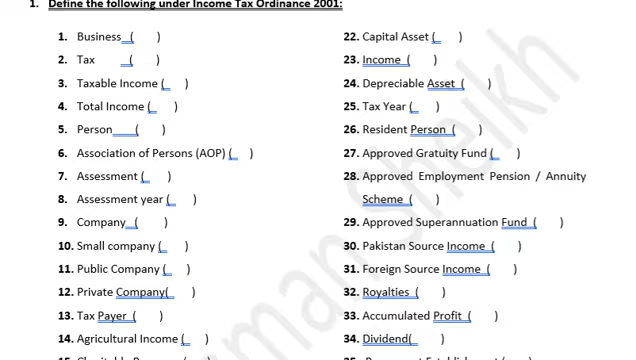 1. Define the following under Income Tax Ordinance 2001:
1. Business_( )
2. Tax _( )
3. Taxable Income (_ )
4. Total Income (_ )
5. Person____( )
6. Association of Persons (AOP) (_ )
7. Assessment (_ )
8. Assessment year (_ )
9. Company_( )
10. Small company (_ )
11. Public Company (_ )
12. Private Company( )
13. Tax Payer ( )
14. Agricultural Income (_ )
22. Capital Asset (_ )
23. Income ( )
24. Depreciable Asset ( )
25. Tax Year (_ )
26. Resident Person ( )
27. Approved Gratuity Fund (_ )
28. Approved Employment Pension / Annuity
Scheme ( )
29. Approved Superannuation Fund ( )
30. Pakistan Source Income ( )
31. Foreign Source Income ( )
32. Royalties ( )
33. Accumulated Profit ( )
34. Dividend( )
Sheikh